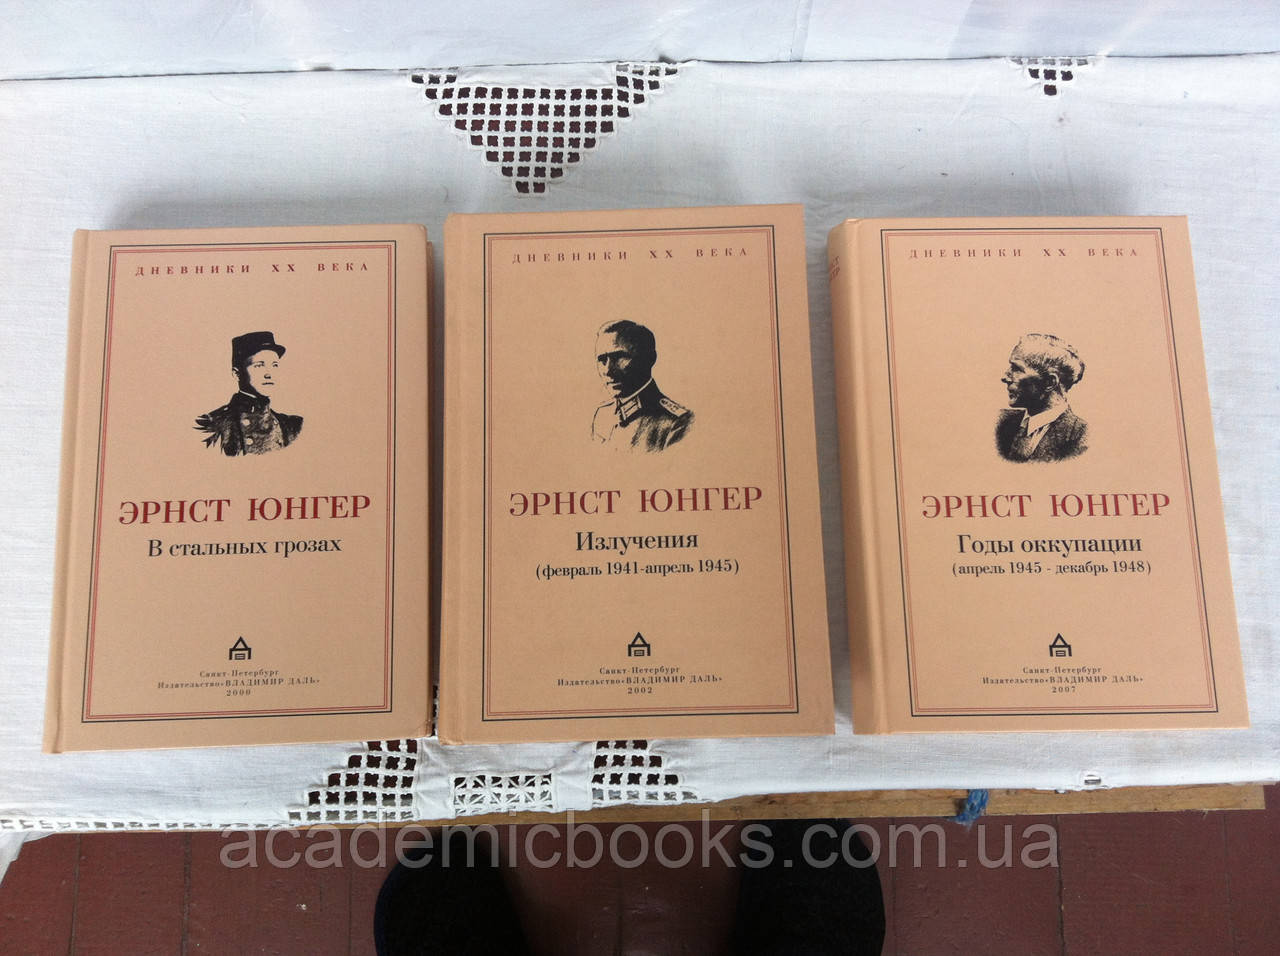 ДНЕВНИКИ XX ВЕКА
ЭРНСТ ЮНГЕР
В стальных грозах
Санкт-Петербург
Издательство «ВЛАДИМИР ДАЛЬ»
2000
ДНЕВНИКИ XX ВЕКА
ЭРНСТ ЮНГЕР
Излучения
(февраль 1941-апрель 1945)
Санкт-Петербург
Издательство «ВЛАДИМИР ДАЛЬ»
2002
ДНЕВНИКИ XX ВЕКА
ЭРНСТ ЮНГЕР
Годы оккупации
(апрель 1945 - декабрь 1948)
Санкт-Петербург
Издательство «ВЛАДИМИР ДАЛЬ»
2007
academicbooks.com.ua